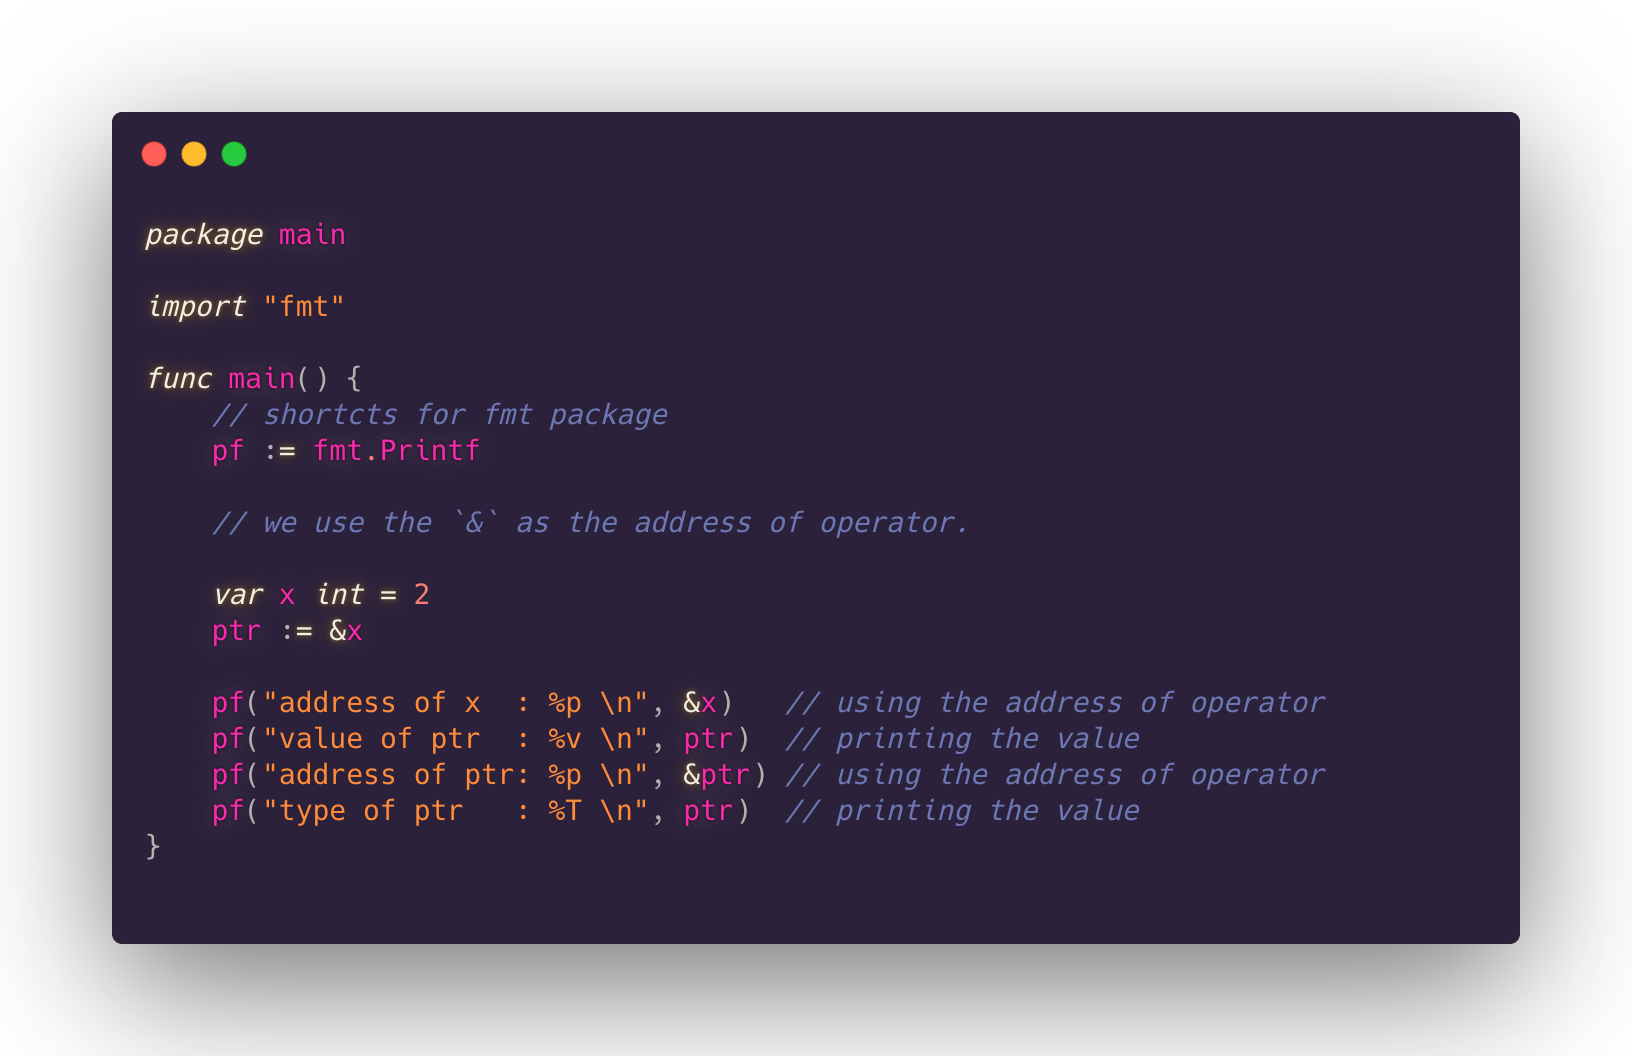 package main

import "fmt"

func main() {
    // shortcts for fmt package
    pf := fmt.Printf

    // we use the `&` as the address of operator.

    var x int = 2
    ptr := &x

    pf("address of x  : %p \n", &x)   // using the address of operator
    pf("value of ptr  : %v \n", ptr)  // printing the value
    pf("address of ptr: %p \n", &ptr) // using the address of operator
    pf("type of ptr   : %T \n", ptr)  // printing the value
}